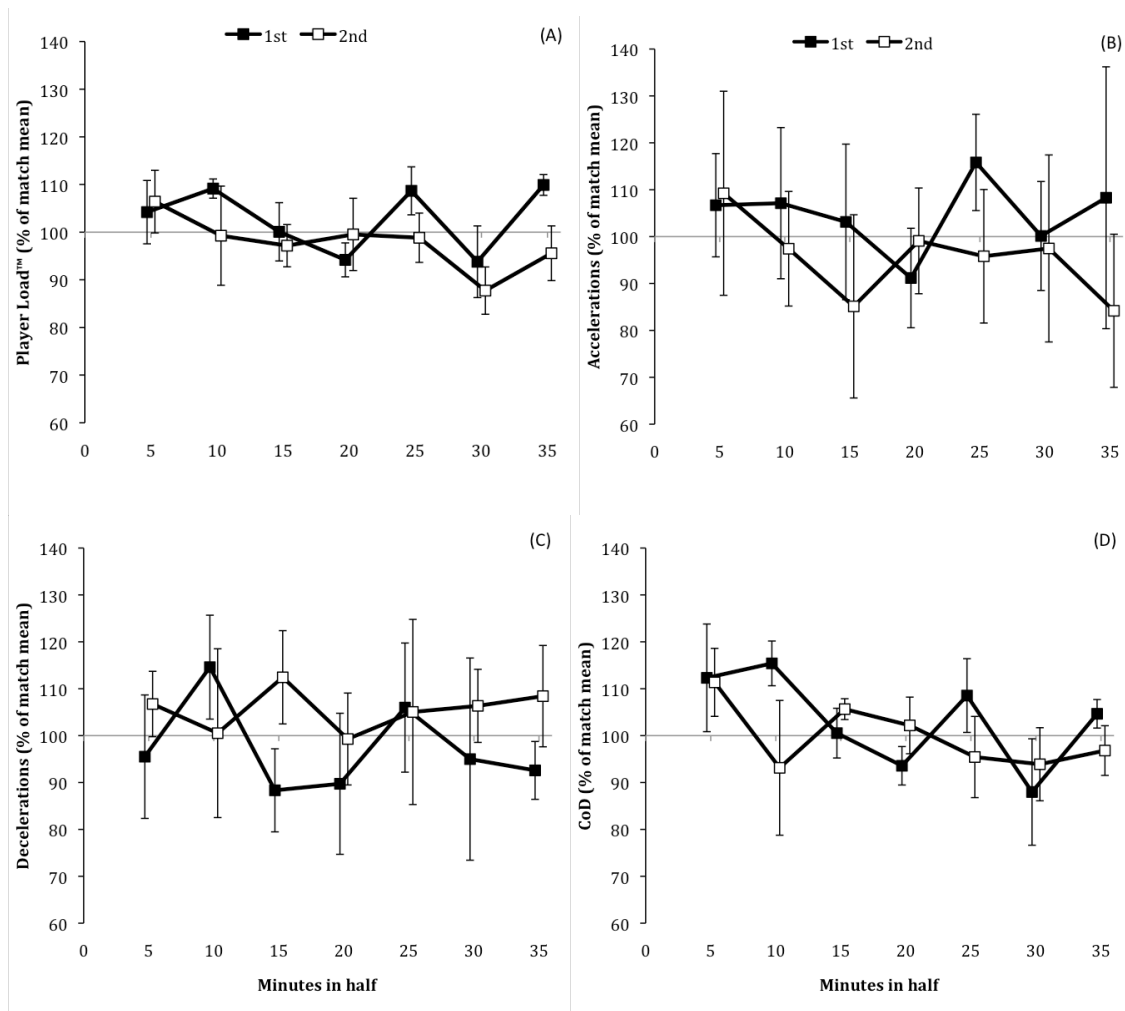 1st 2nd
(A)
Player Load™ (% of match mean)
140
130
120
110
100
90
80
70
60
0 5 10 15 20 25 30 35
1st 2nd
(B)
Accelerations (% of match mean)
140
130
120
110
100
90
80
70
60
0 5 10 15 20 25 30 35
(C)
Decelerations (% of match mean)
140
130
120
110
100
90
80
70
60
0 5 10 15 20 25 30 35
Minutes in half
(D)
CoD (% of match mean)
140
130
120
110
100
90
80
70
60
0 5 10 15 20 25 30 35
Minutes in half